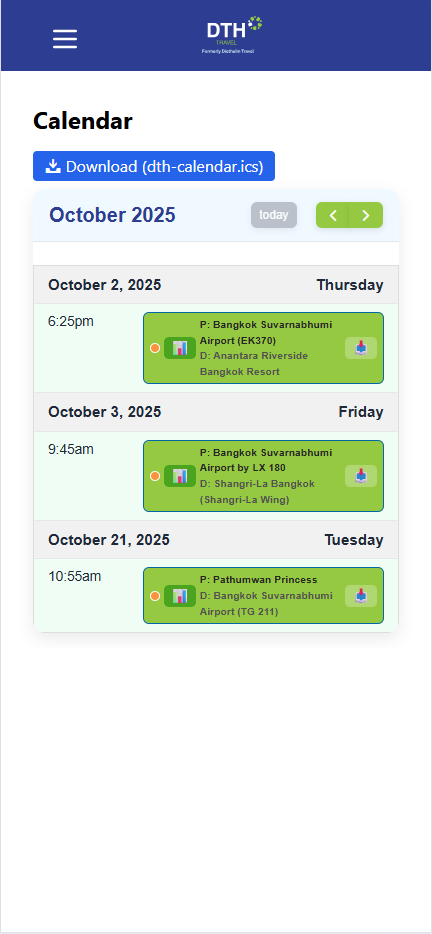 DTH
TRAVEL
Formerly Diethelm Travel
Calendar
Download (dth-calendar.ics)
October 2025
today
October 2, 2025 Thursday
6:25pm
P: Bangkok Suvarnabhumi
Airport (EK370)
D: Anantara Riverside
Bangkok Resort
October 3, 2025 Friday
9:45am
P: Bangkok Suvarnabhumi
Airport by LX 180
D: Shangri-La Bangkok
(Shangri-La Wing)
October 21, 2025 Tuesday
10:55am
P: Pathumwan Princess
D: Bangkok Suvarnabhumi
Airport (TG 211)